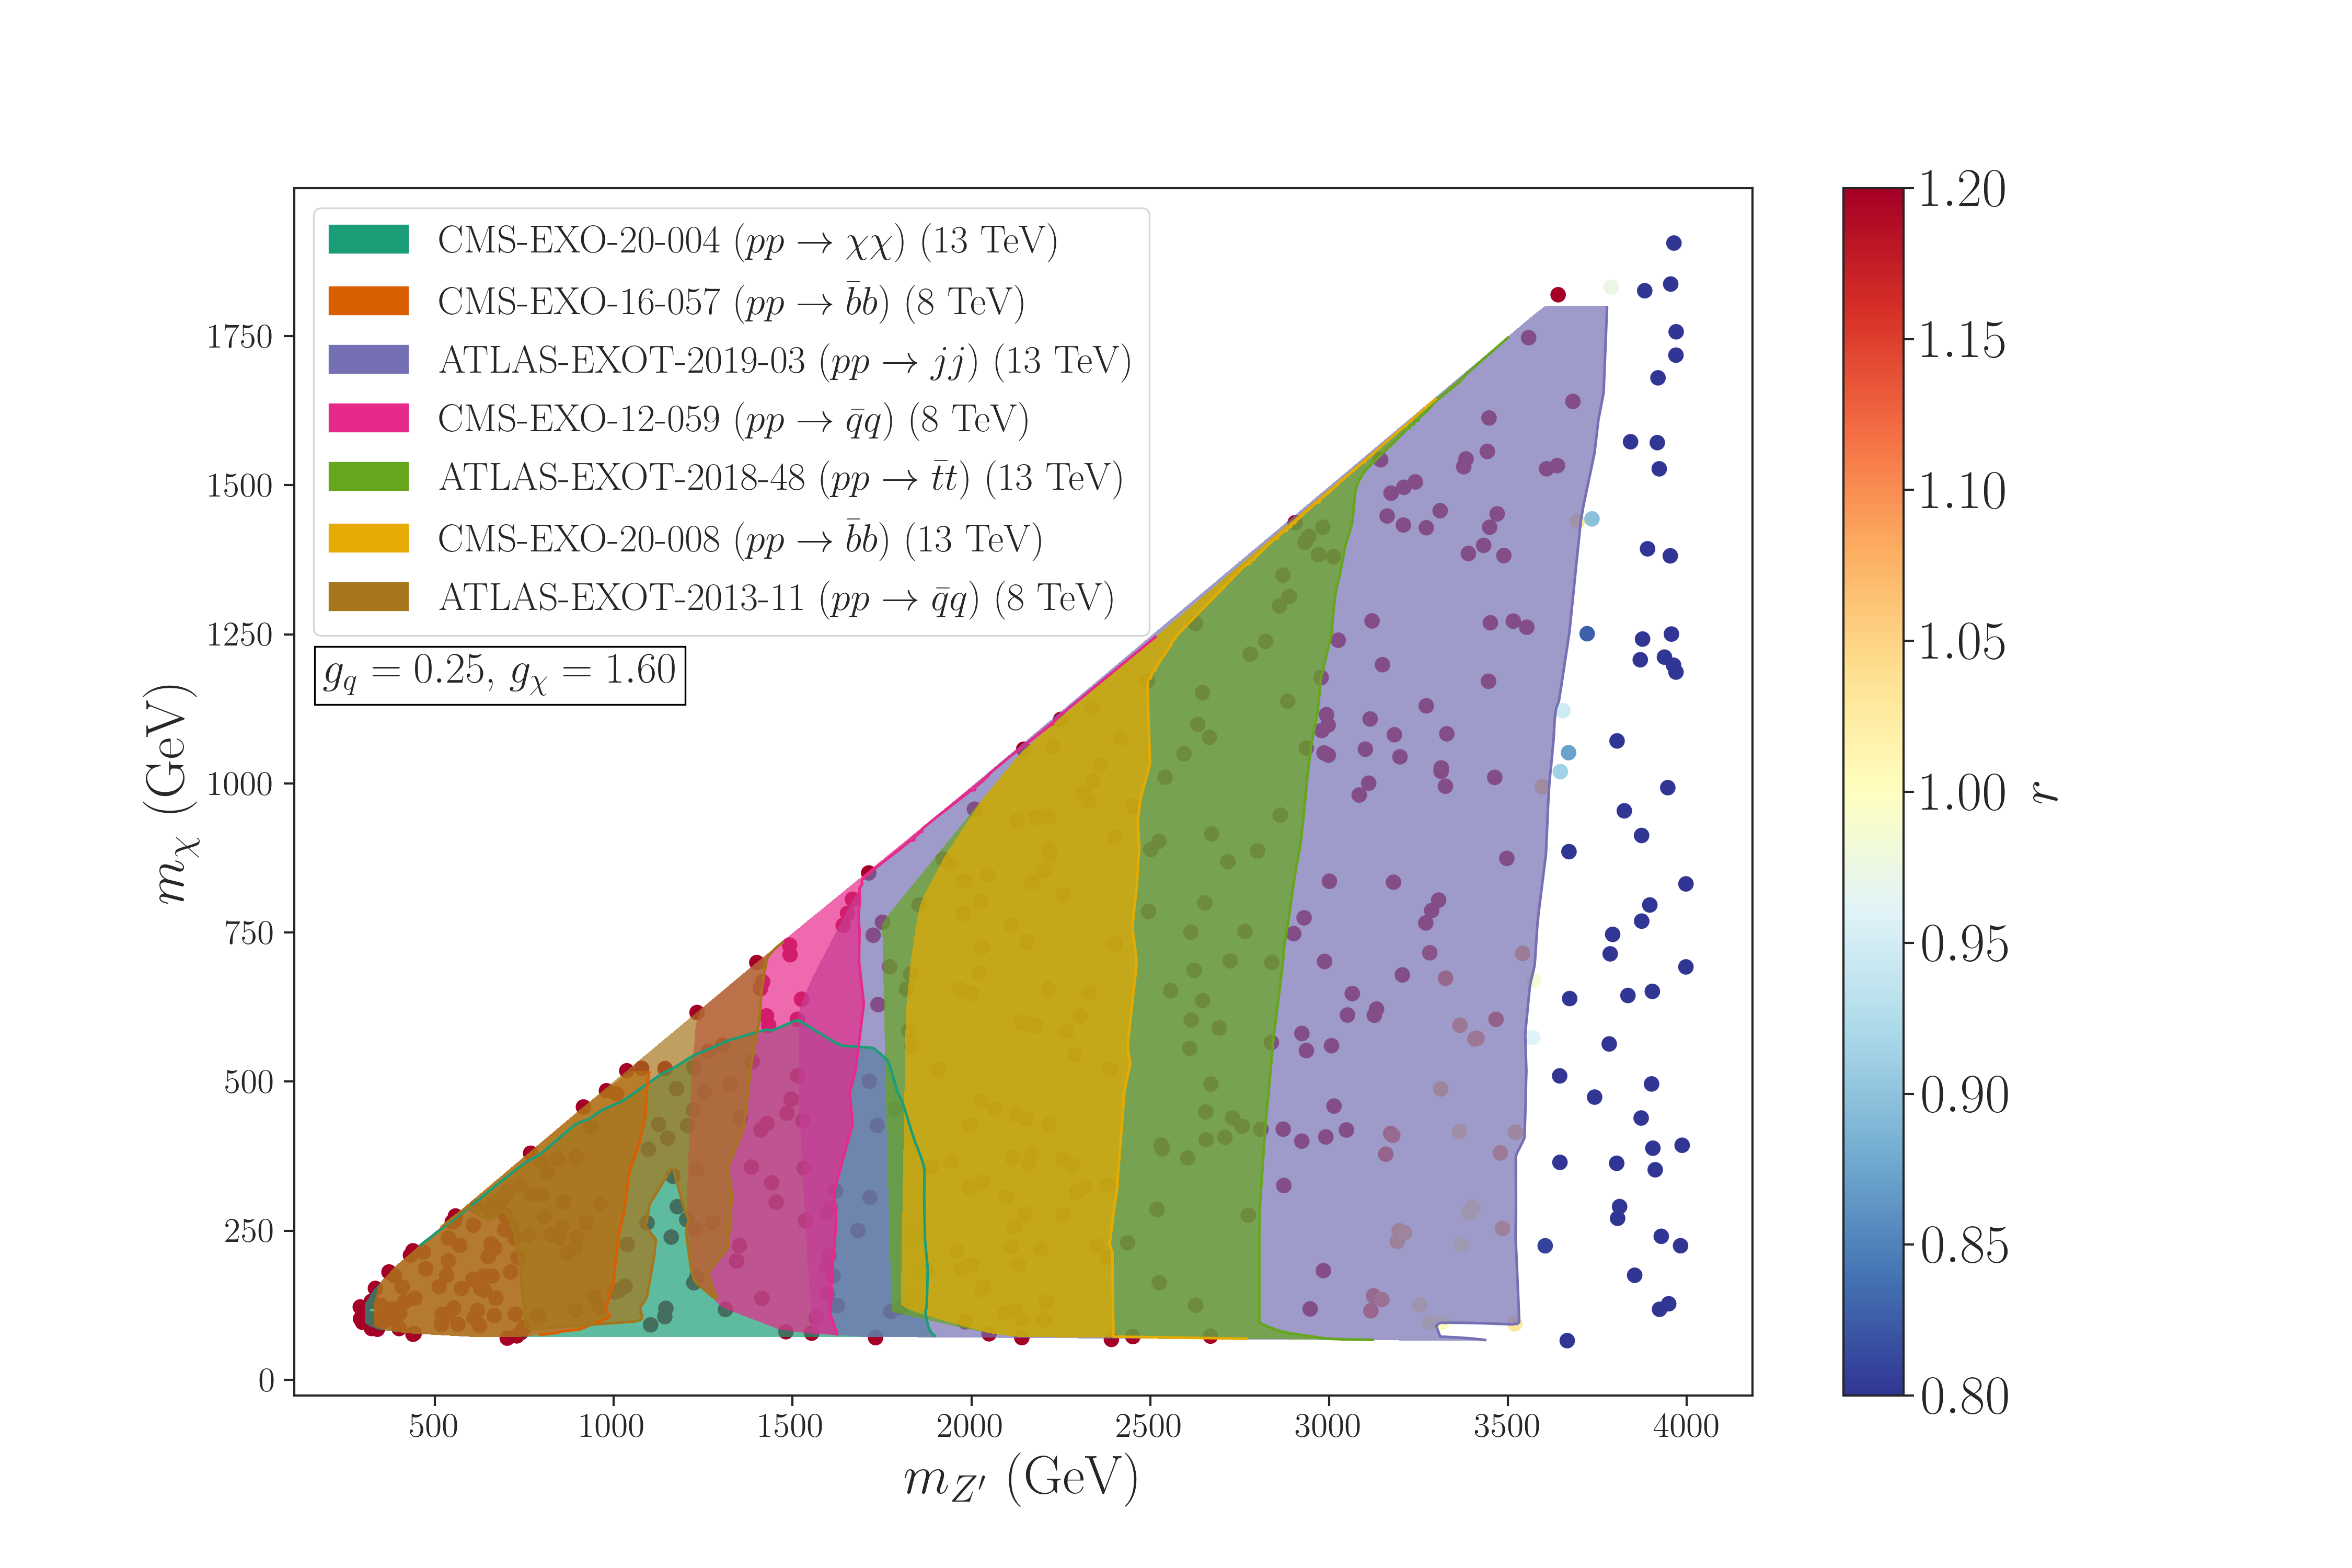 CMS-EXO-20-004 (pp → χχ) (13 TeV)
CMS-EXO-16-057 (pp → b̄b) (8 TeV)
ATLAS-EXOT-2019-03 (pp → jj) (13 TeV)
CMS-EXO-12-059 (pp → q̄q) (8 TeV)
ATLAS-EXOT-2018-48 (pp → t̄t) (13 TeV)
CMS-EXO-20-008 (pp → b̄b) (13 TeV)
ATLAS-EXOT-2013-11 (pp → q̄q) (8 TeV)
g_q = 0.25, g_χ = 1.60
m_χ (GeV)
1750
1500
1250
1000
750
500
250
0
500
1000
1500
2000
2500
3000
3500
4000
m_Z′ (GeV)
1.20
1.15
1.10
1.05
1.00
0.95
0.90
0.85
0.80
r